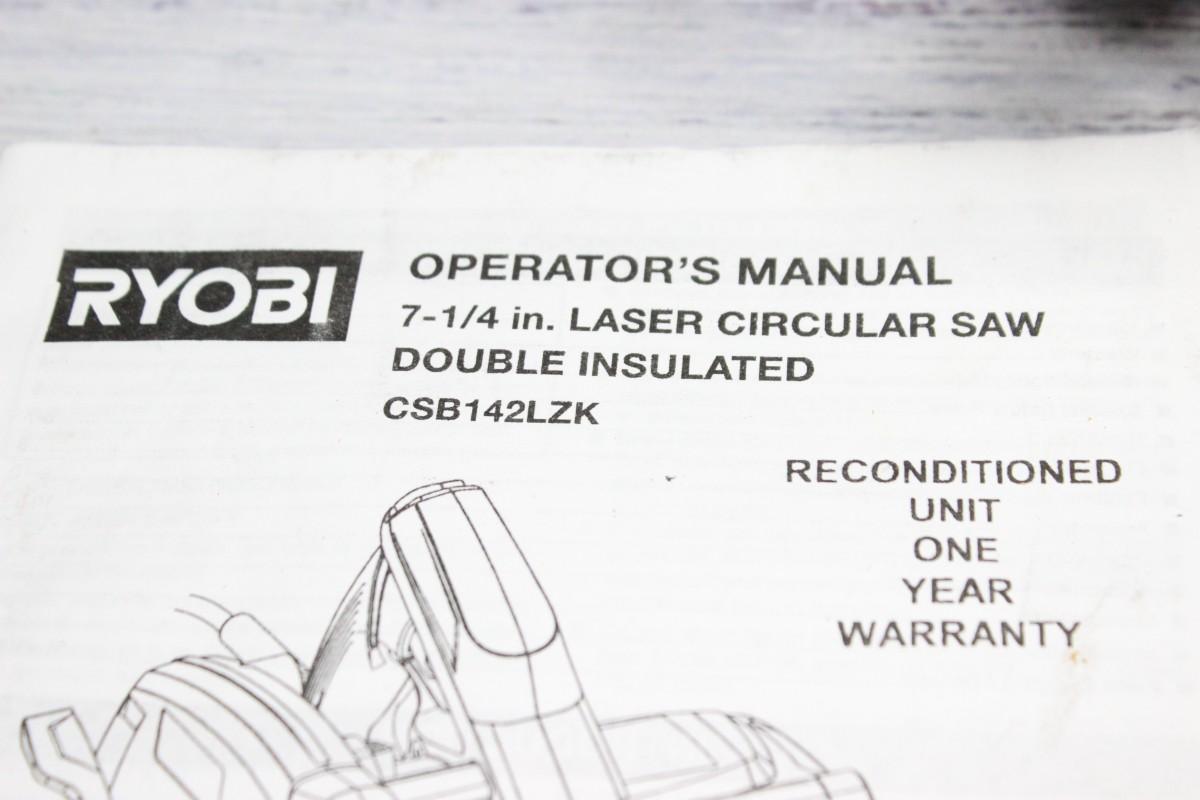 RYOBI
OPERATOR'S MANUAL
7-1/4 in. LASER CIRCULAR SAW
DOUBLE INSULATED
CSB142LZK
RECONDITIONED
UNIT
ONE
YEAR
WARRANTY